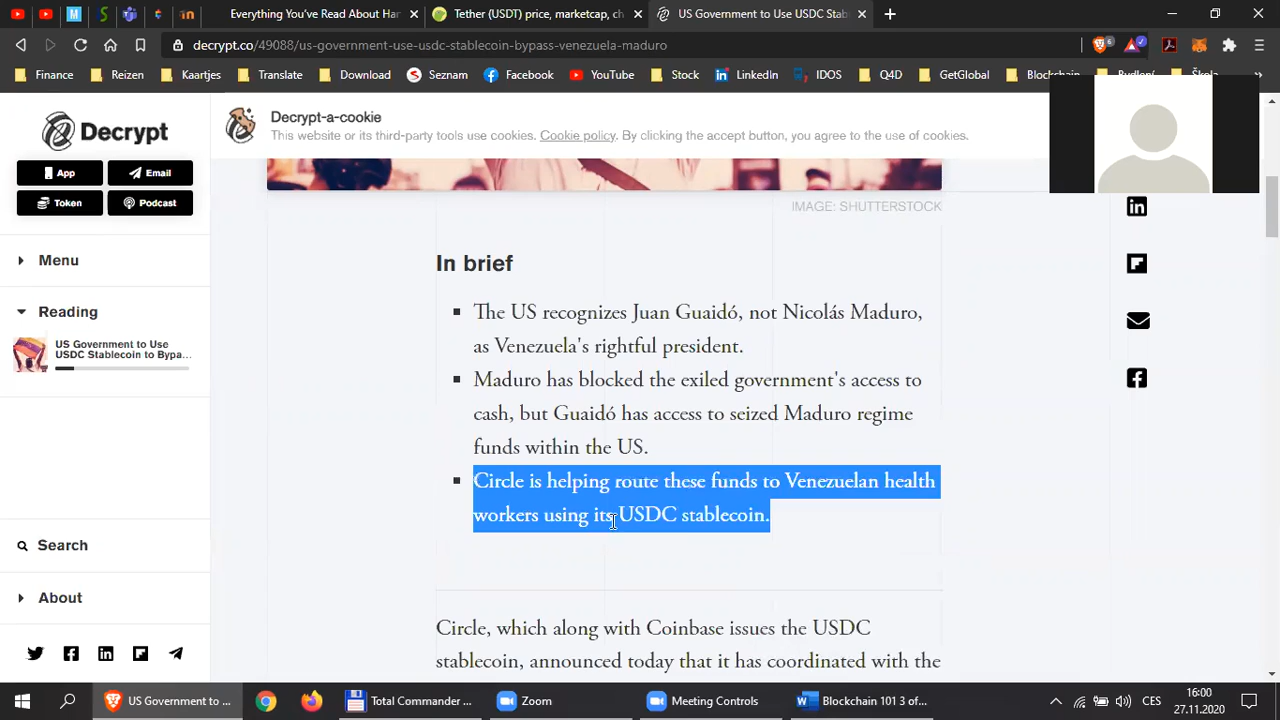 Everything You've Read About Har
Tether (USDT) price, marketcap, ch
US Government to Use USDC Stab
decrypt.co/49088/us-government-use-usdc-stablecoin-bypass-venezuela-maduro
6
Finance
Reizen
Kaartjes
Translate
Download
Seznam
Facebook
YouTube
Stock
LinkedIn
IDOS
Q4D
GetGlobal
Blockchain
Bydlení
Škola
Decrypt
App
Email
Token
Podcast
Menu
Reading
US Government to Use
USDC Stablecoin to Bypa...
Search
About
Decrypt-a-cookie
This website or its third-party tools use cookies. Cookie policy. By clicking the accept button, you agree to the use of cookies.
IMAGE: SHUTTERSTOCK
In brief
The US recognizes Juan Guaidó, not Nicolás Maduro,
as Venezuela's rightful president.
Maduro has blocked the exiled government's access to
cash, but Guaidó has access to seized Maduro regime
funds within the US.
Circle is helping route these funds to Venezuelan health
workers using its USDC stablecoin.
Circle, which along with Coinbase issues the USDC
stablecoin, announced today that it has coordinated with the
US Government to ...
Total Commander ...
Zoom
Meeting Controls
Blockchain 101 3 of...
CES
16:00
27.11.2020